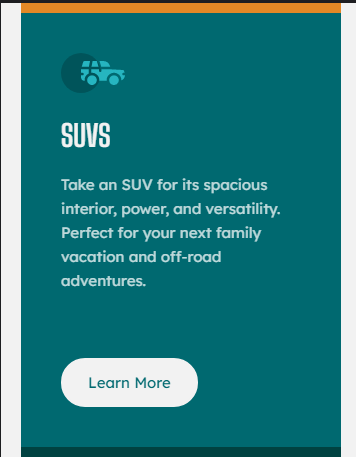 SUVS
Take an SUV for its spacious
interior, power, and versatility.
Perfect for your next family
vacation and off-road
adventures.
Learn More